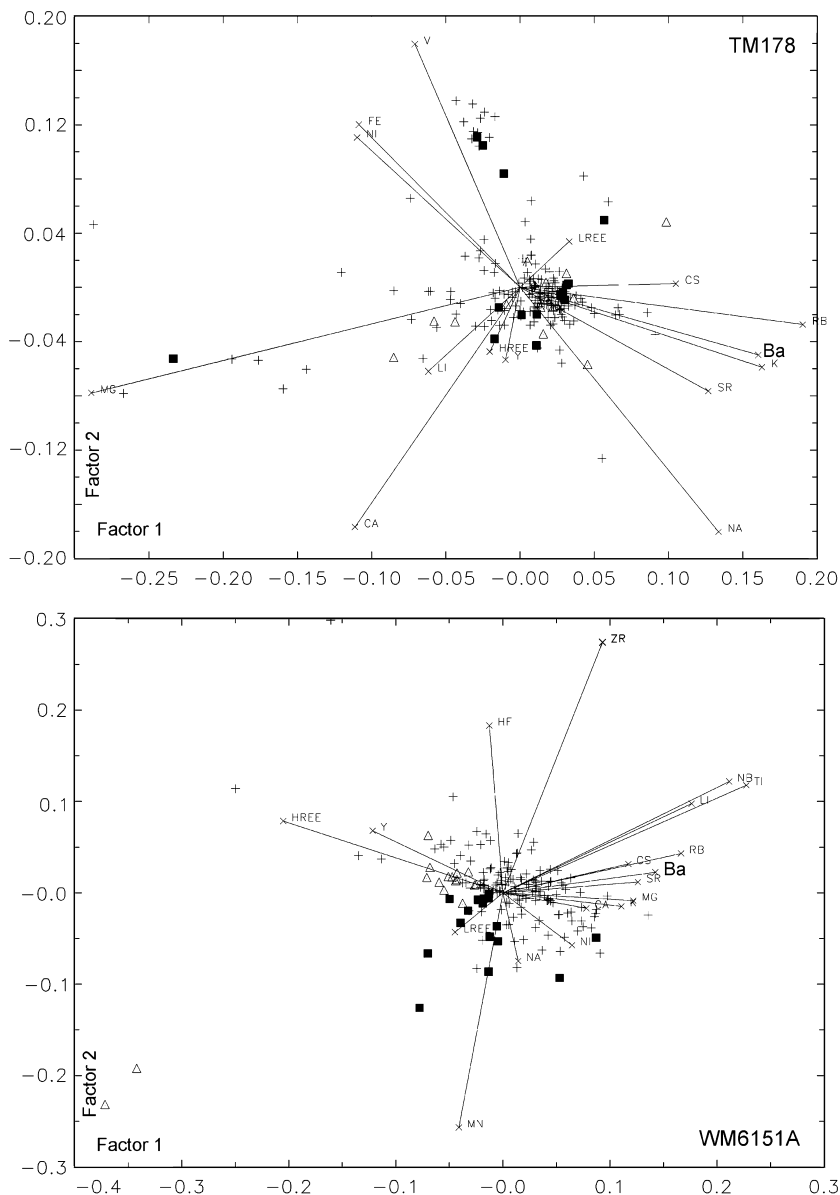 0.20
TM178
V
FE
NI
0.12
0.04
LREE
CS
RB
−0.04
HREE
Y
Ba
LI
K
MG
SR
−0.12
Factor 2
CA
NA
Factor 1
−0.20
−0.25 −0.20 −0.15 −0.10 −0.05 −0.00 0.05 0.10 0.15 0.20
0.3
ZR
0.2
HF
NB TI
0.1
HREE
Y
LI
RB
CS
Ba
SR
−0.0
MG
CA
LREE
NI
NA
−0.1
−0.2
Factor 2
MN
Factor 1
WM6151A
−0.3
−0.4 −0.3 −0.2 −0.1 −0.0 0.1 0.2 0.3